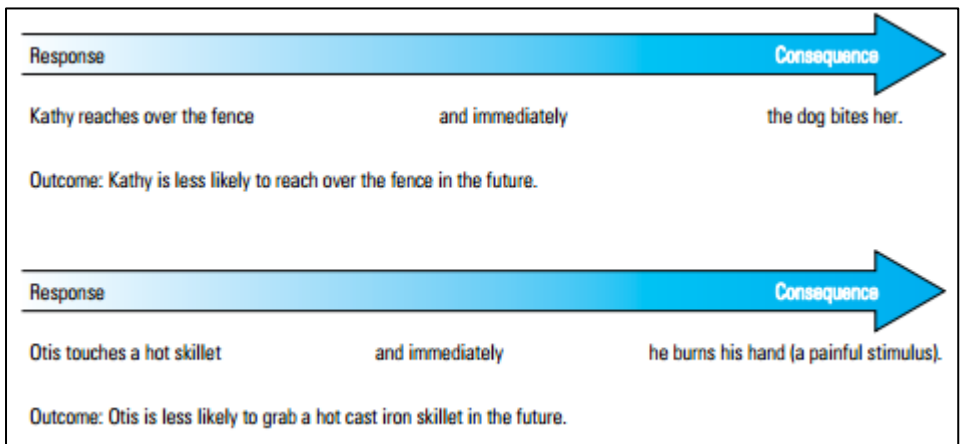 Response Consequence
Kathy reaches over the fence and immediately the dog bites her.
Outcome: Kathy is less likely to reach over the fence in the future.
Response Consequence
Otis touches a hot skillet and immediately he burns his hand (a painful stimulus).
Outcome: Otis is less likely to grab a hot cast iron skillet in the future.